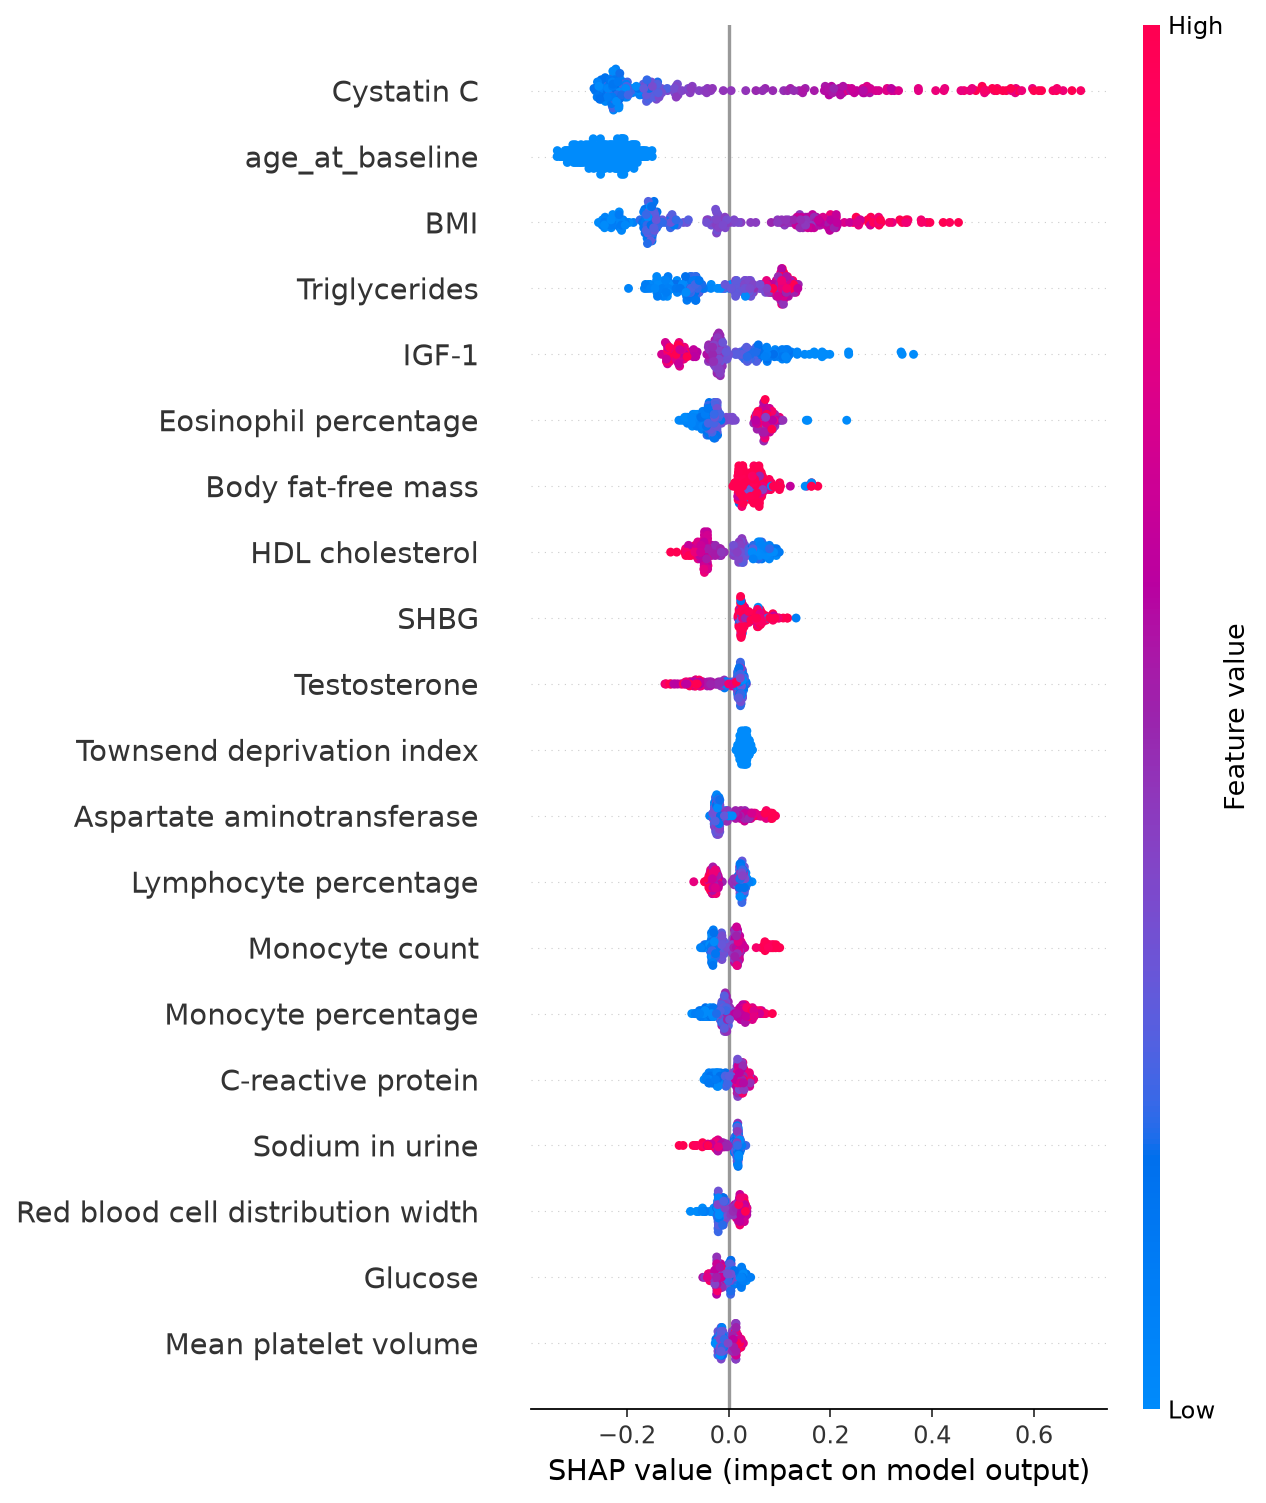 High
Cystatin C
age_at_baseline
BMI
Triglycerides
IGF-1
Eosinophil percentage
Body fat-free mass
HDL cholesterol
SHBG
Testosterone
Townsend deprivation index
Aspartate aminotransferase
Lymphocyte percentage
Monocyte count
Monocyte percentage
C-reactive protein
Sodium in urine
Red blood cell distribution width
Glucose
Mean platelet volume
Feature value
Low
−0.2 0.0 0.2 0.4 0.6
SHAP value (impact on model output)